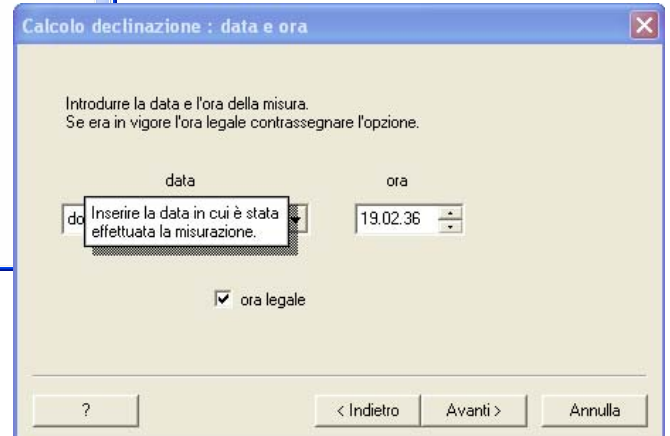 Calcolo declinazione : data e ora
Introdurre la data e l'ora della misura.
Se era in vigore l'ora legale contrassegnare l'opzione.
data ora
do
Inserire la data in cui è stata
effettuata la misurazione.
19.02.36
ora legale
? < Indietro Avanti > Annulla